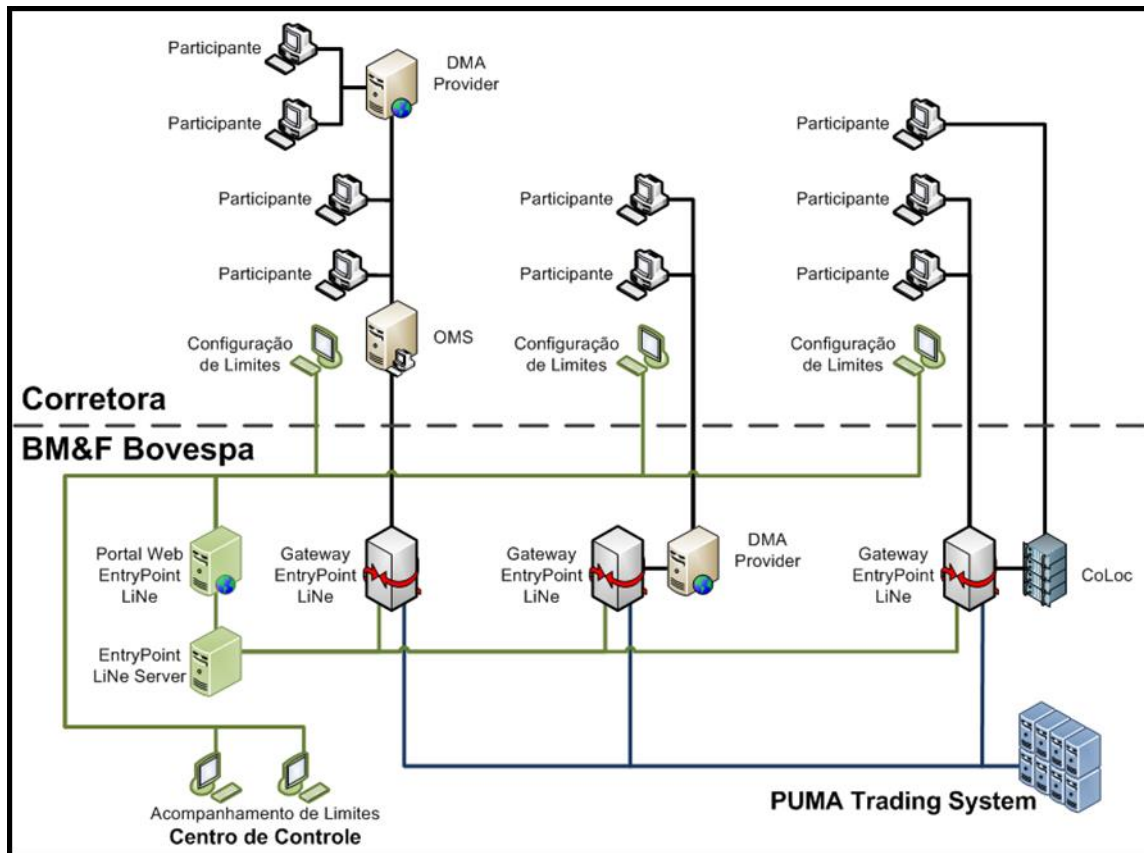 Participante
DMA
Provider
Participante
Participante
Participante
Participante
Participante
Participante
Participante
Participante
Configuração
de Limites
OMS
Configuração
de Limites
Configuração
de Limites
Corretora
BM&F Bovespa
Portal Web
EntryPoint
LiNe
Gateway
EntryPoint
LiNe
Gateway
EntryPoint
LiNe
DMA
Provider
Gateway
EntryPoint
LiNe
CoLoc
EntryPoint
LiNe Server
Acompanhamento de Limites
Centro de Controle
PUMA Trading System